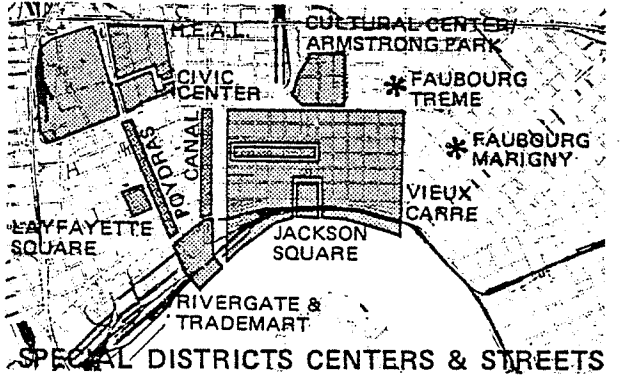 H.E.A.L.
CULTURAL CENTER/
ARMSTRONG PARK
CIVIC
CENTER
FAUBOURG
TREME
POYDRAS
CANAL
FAUBOURG
MARIGNY
LAYFAYETTE
SQUARE
VIEUX
CARRE
JACKSON
SQUARE
RIVERGATE &
TRADEMART
SPECIAL DISTRICTS CENTERS & STREETS